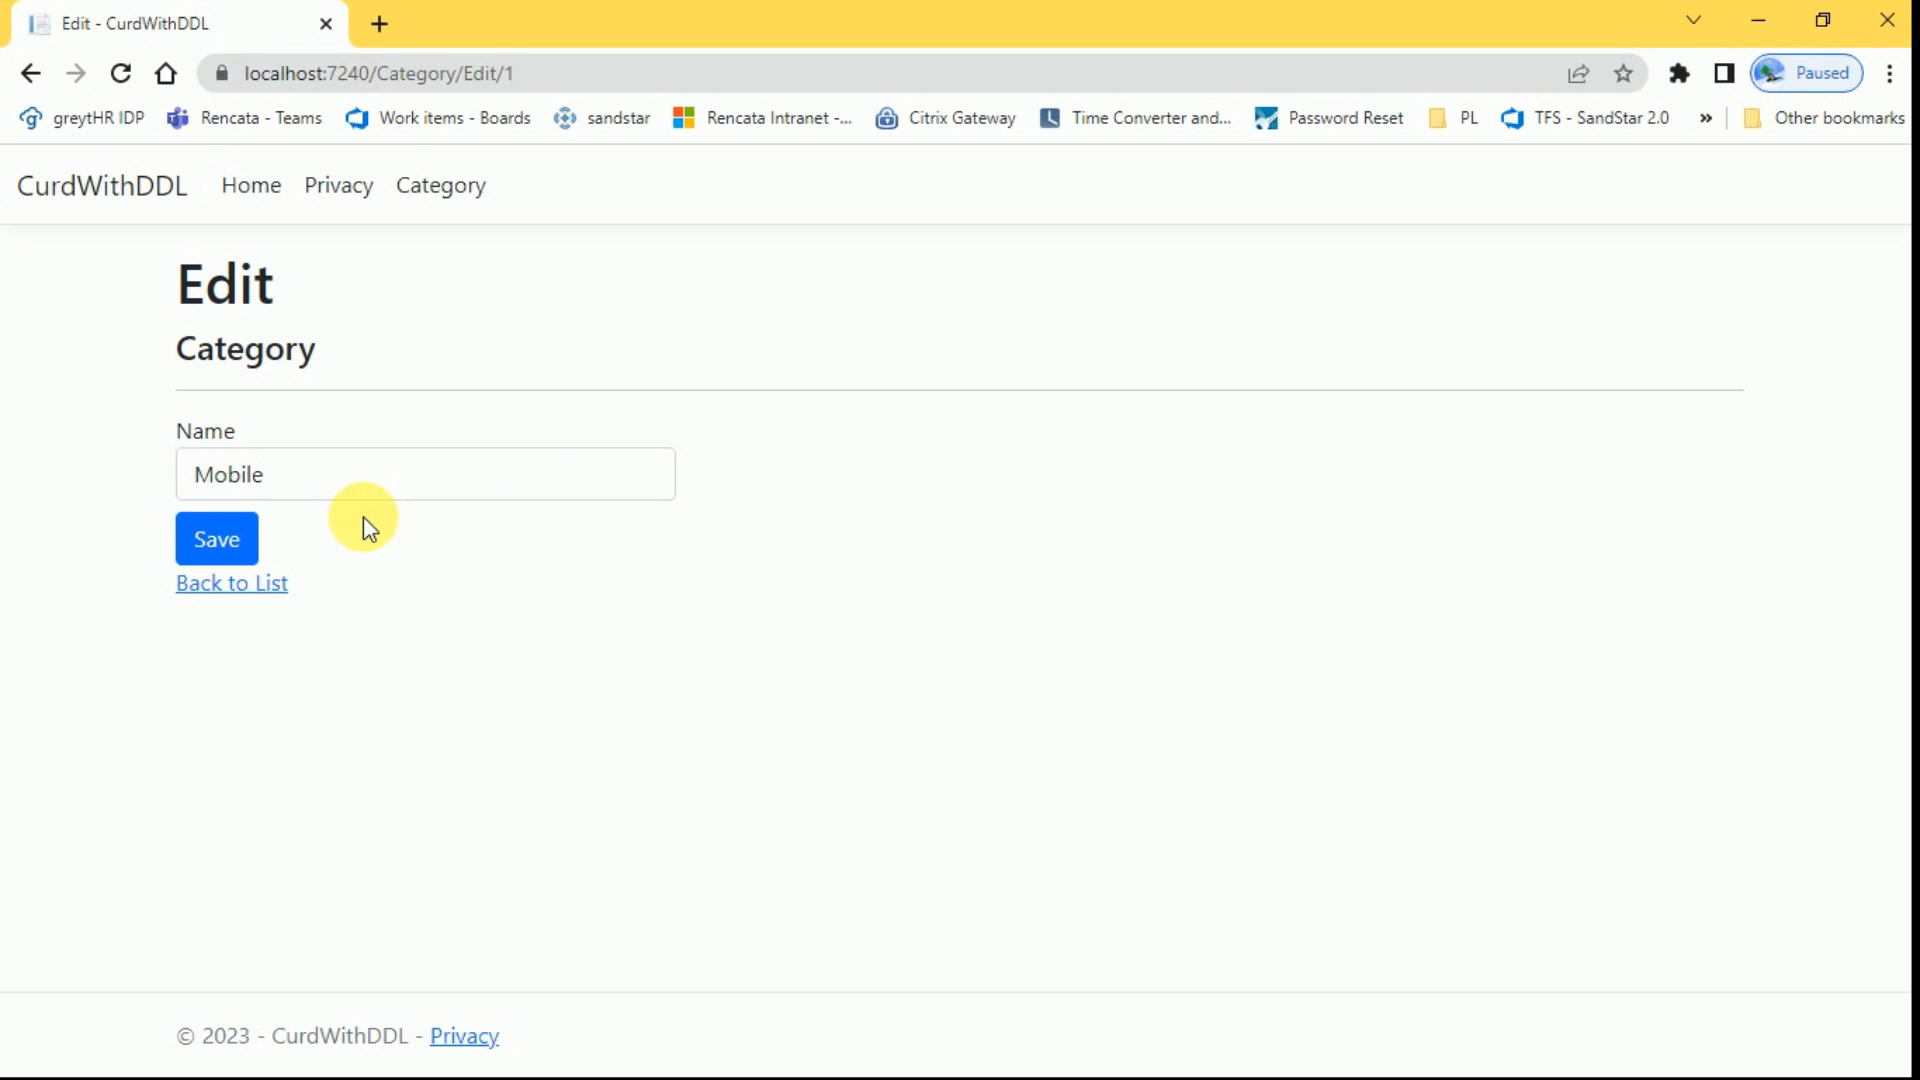 Edit - CurdWithDDL
localhost:7240/Category/Edit/1
Paused
greytHR IDP
Rencata - Teams
Work items - Boards
sandstar
Rencata Intranet -...
Citrix Gateway
Time Converter and...
Password Reset
PL
TFS - SandStar 2.0
»
Other bookmarks
CurdWithDDL
Home
Privacy
Category
Edit
Category
Name
Mobile
Save
Back to List
© 2023 - CurdWithDDL - Privacy